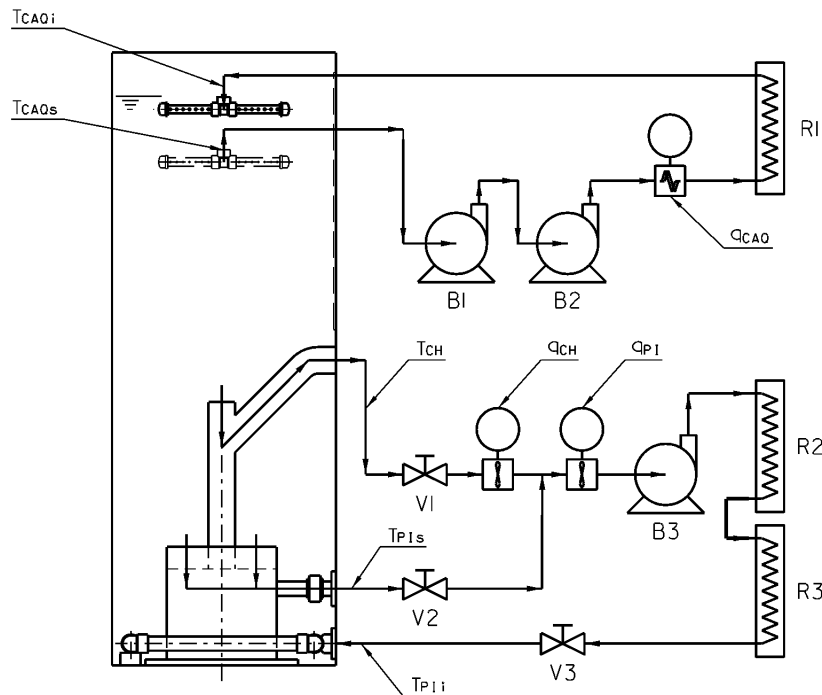 TCAQi
TCAQs
R1
qCAQ
B1
B2
TCH
qCH
qPI
R2
V1
B3
TPIs
R3
V2
V3
TPIi